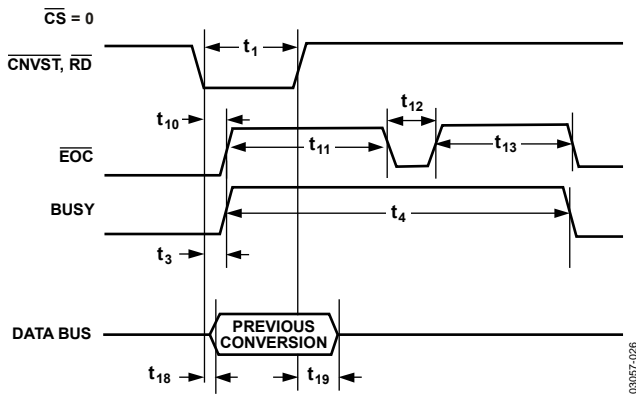 CS = 0
CNVST, RD
t1
t10
t12
EOC
t11
t13
BUSY
t4
t3
DATA BUS
PREVIOUS
CONVERSION
t18
t19
03057-026